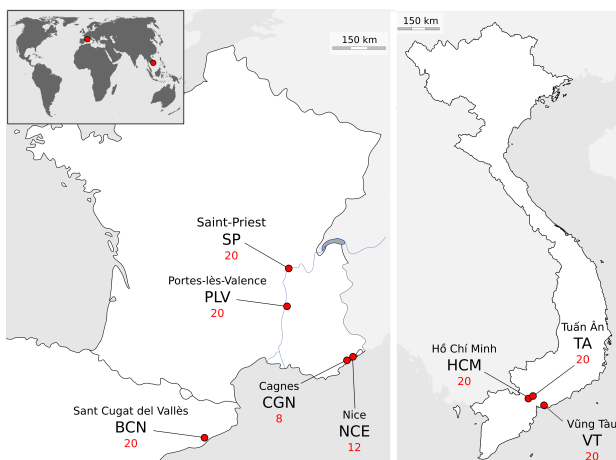 150 km
150 km
Saint-Priest
SP
20
Portes-lès-Valence
PLV
20
Cagnes
CGN
8
Nice
NCE
12
Sant Cugat del Vallès
BCN
20
Tuấn Ân
TA
20
Hồ Chí Minh
HCM
20
Vũng Tàu
VT
20